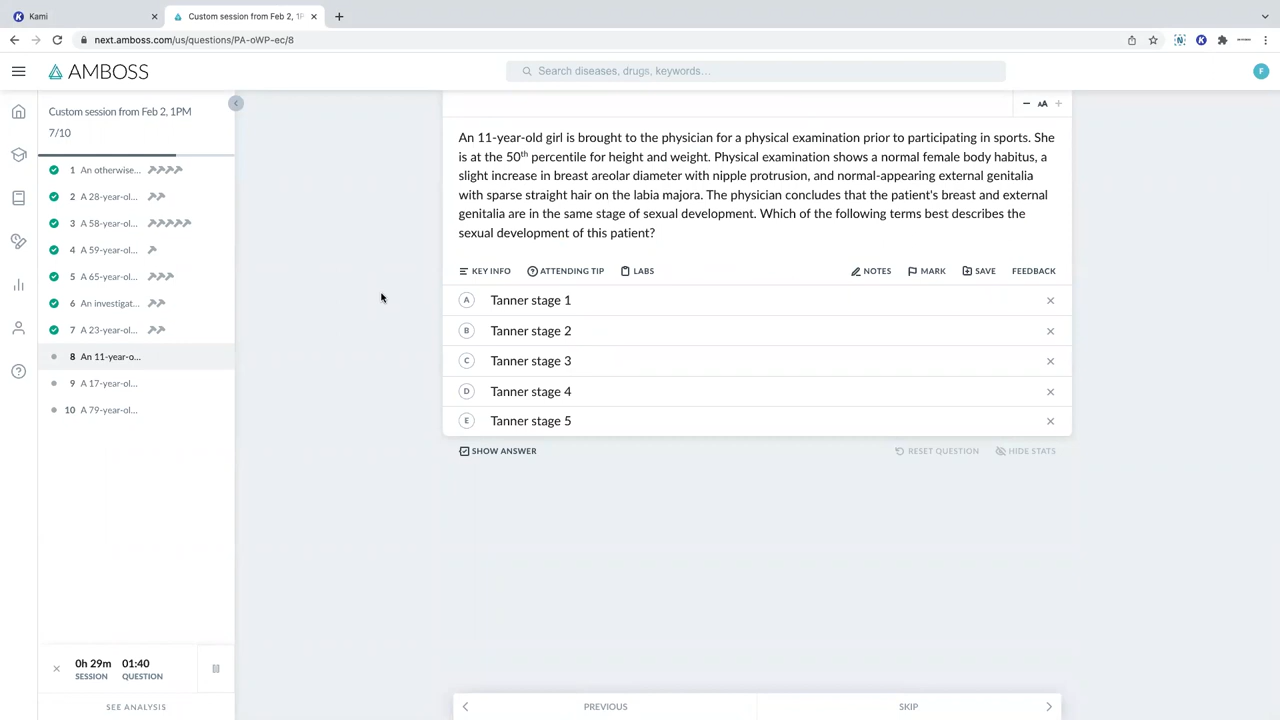 Kami
Custom session from Feb 2, 1P
next.amboss.com/us/questions/PA-oWP-ec/8
AMBOSS
Search diseases, drugs, keywords...
F
Custom session from Feb 2, 1PM
7/10
1 An otherwise...
2 A 28-year-ol...
3 A 58-year-ol...
4 A 59-year-ol...
5 A 65-year-ol...
6 An investigat...
7 A 23-year-ol...
8 An 11-year-o...
9 A 17-year-ol...
10 A 79-year-ol...
0h 29m 01:40
SESSION QUESTION
SEE ANALYSIS
AA
An 11-year-old girl is brought to the physician for a physical examination prior to participating in sports. She
is at the 50th percentile for height and weight. Physical examination shows a normal female body habitus, a
slight increase in breast areolar diameter with nipple protrusion, and normal-appearing external genitalia
with sparse straight hair on the labia majora. The physician concludes that the patient's breast and external
genitalia are in the same stage of sexual development. Which of the following terms best describes the
sexual development of this patient?
KEY INFO ATTENDING TIP LABS NOTES MARK SAVE FEEDBACK
A Tanner stage 1
B Tanner stage 2
C Tanner stage 3
D Tanner stage 4
E Tanner stage 5
SHOW ANSWER RESET QUESTION HIDE STATS
PREVIOUS SKIP